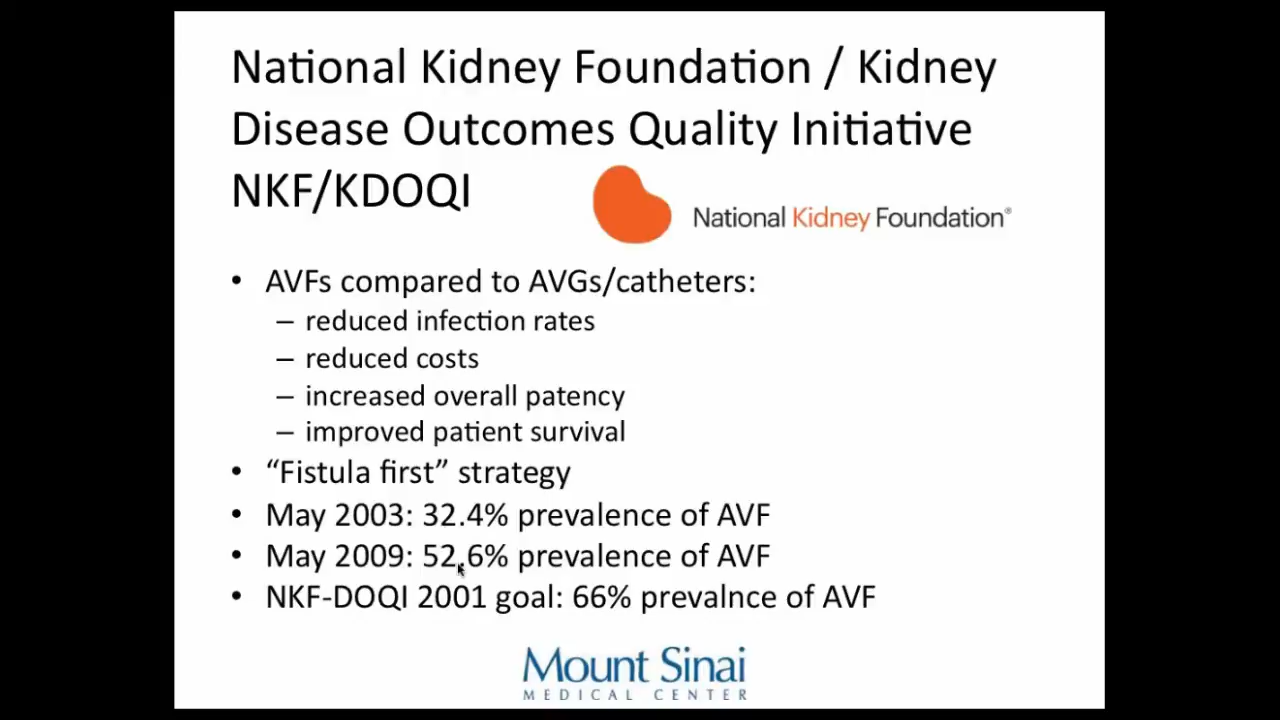 National Kidney Foundation / Kidney
Disease Outcomes Quality Initiative
NKF/KDOQI
National Kidney Foundation®
• AVFs compared to AVGs/catheters:
– reduced infection rates
– reduced costs
– increased overall patency
– improved patient survival
• “Fistula first” strategy
• May 2003: 32.4% prevalence of AVF
• May 2009: 52.6% prevalence of AVF
• NKF-DOQI 2001 goal: 66% prevalnce of AVF
Mount Sinai
MEDICAL CENTER